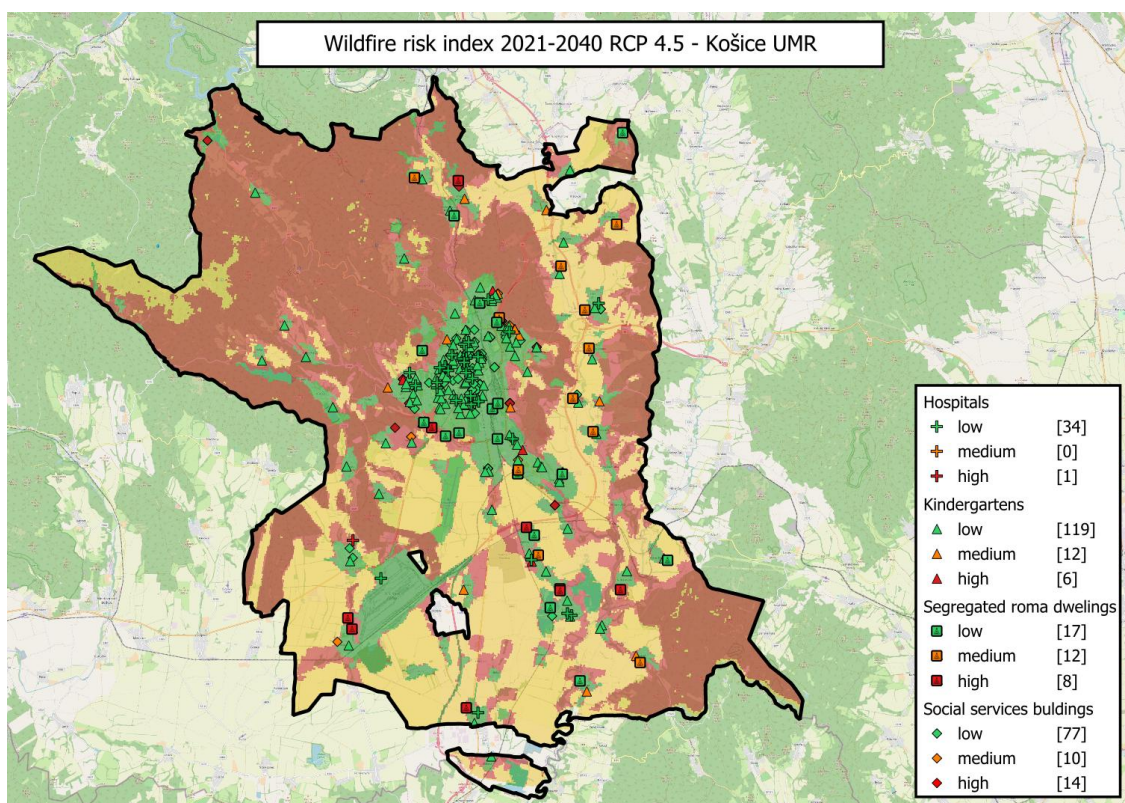 Wildfire risk index 2021-2040 RCP 4.5 - Košice UMR
Hospitals
low [34]
medium [0]
high [1]
Kindergartens
low [119]
medium [12]
high [6]
Segregated roma dwelings
low [17]
medium [12]
high [8]
Social services buldings
low [77]
medium [10]
high [14]